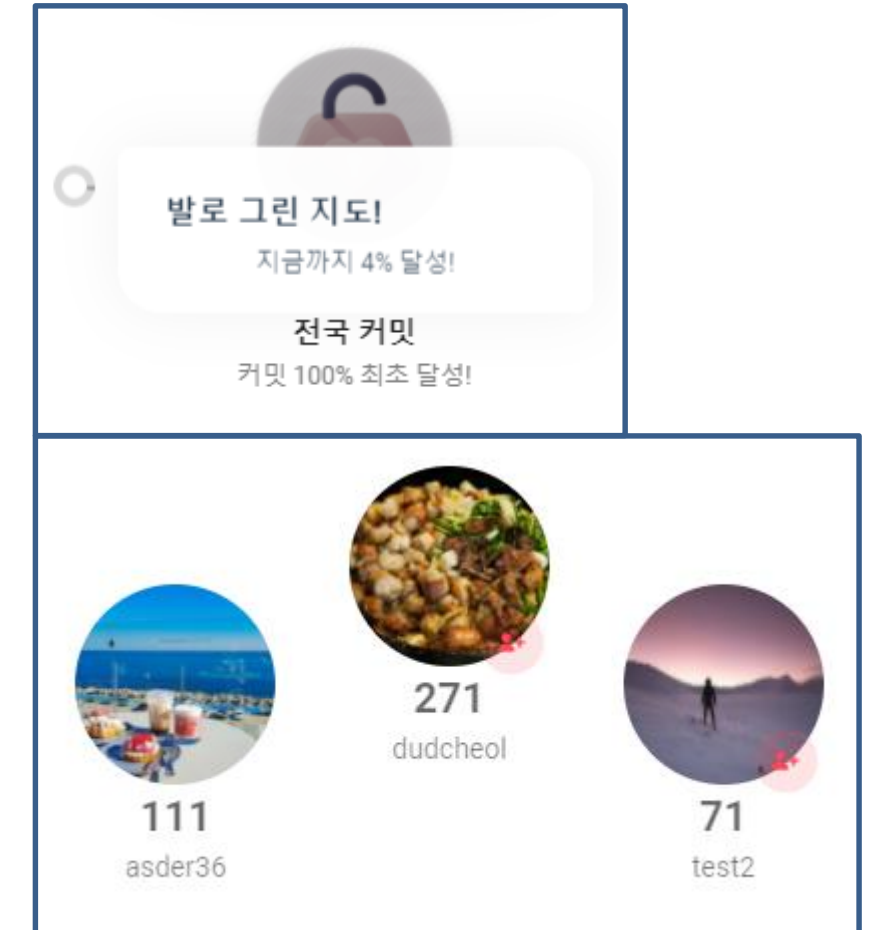 발로 그린 지도!
지금까지 4% 달성!
전국 커밋
커밋 100% 최초 달성!
271
dudcheol
111
asder36
71
test2